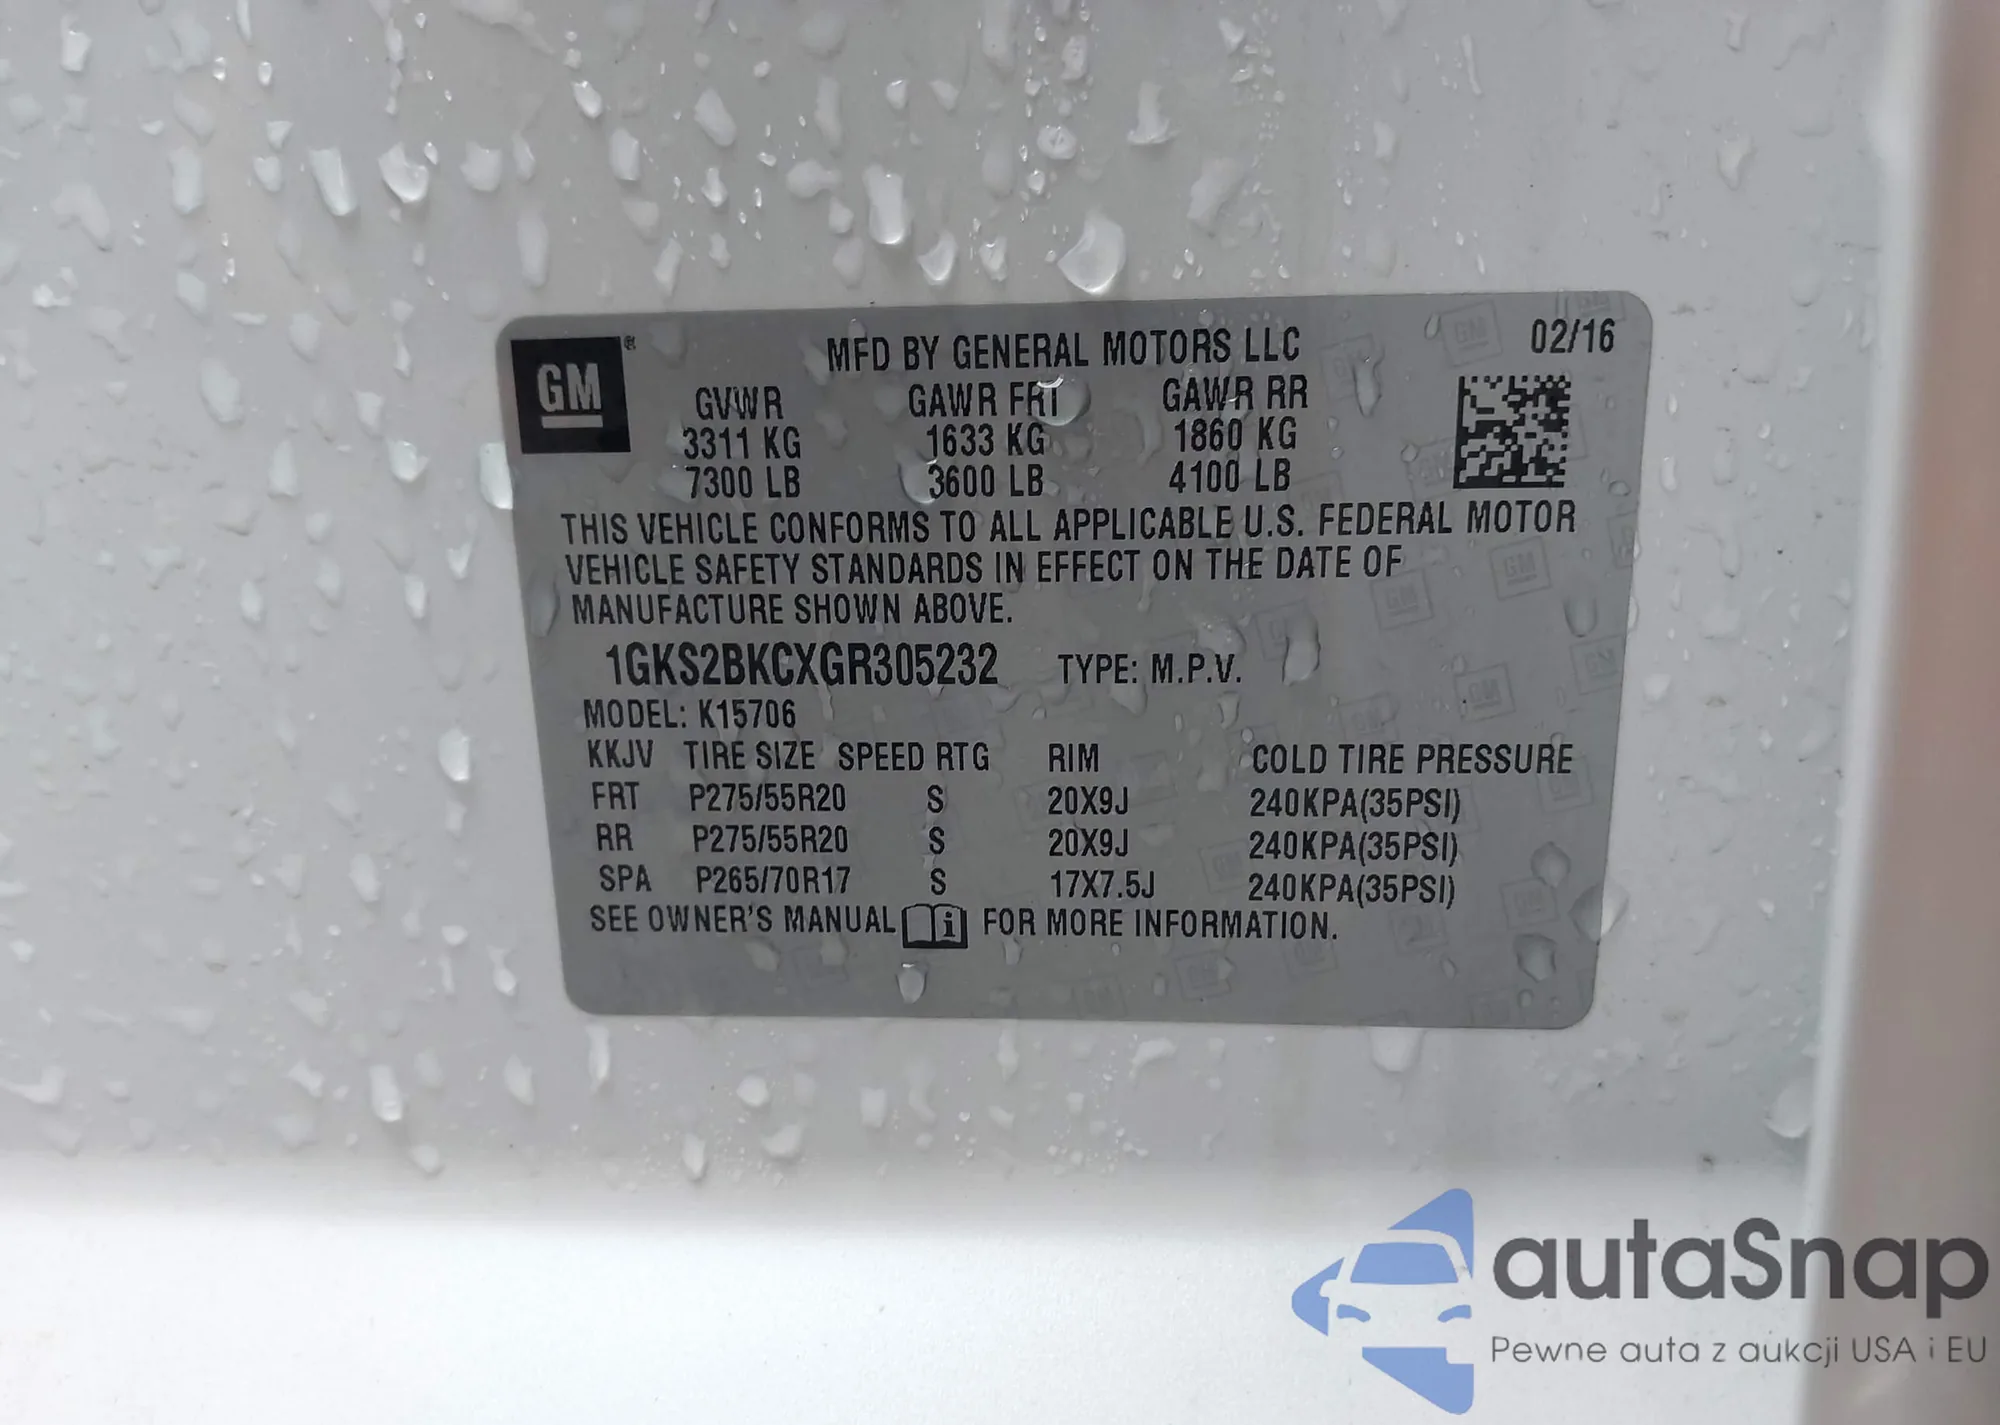 GM®
MFD BY GENERAL MOTORS LLC 02/16
GVWR GAWR FRT GAWR RR
3311 KG 1633 KG 1860 KG
7300 LB 3600 LB 4100 LB
THIS VEHICLE CONFORMS TO ALL APPLICABLE U.S. FEDERAL MOTOR
VEHICLE SAFETY STANDARDS IN EFFECT ON THE DATE OF
MANUFACTURE SHOWN ABOVE.
1GKS2BKCXGR305232 TYPE: M.P.V.
MODEL: K15706
KKJV TIRE SIZE SPEED RTG RIM COLD TIRE PRESSURE
FRT P275/55R20 S 20X9J 240KPA(35PSI)
RR P275/55R20 S 20X9J 240KPA(35PSI)
SPA P265/70R17 S 17X7.5J 240KPA(35PSI)
SEE OWNER'S MANUAL i FOR MORE INFORMATION.
autaSnap
Pewne auta z aukcji USA i EU